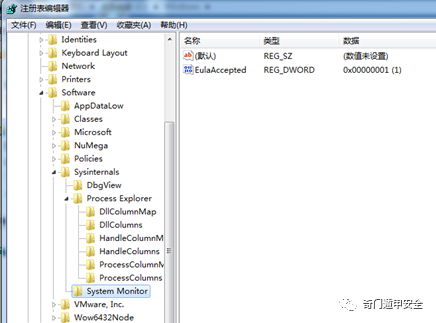 注册表编辑器
文件(F) 编辑(E) 查看(V) 收藏夹(A) 帮助(H)
Identities
Keyboard Layout
Network
Printers
Software
AppDataLow
Classes
Microsoft
NuMega
Policies
Sysinternals
DbgView
Process Explorer
DllColumnMap
DllColumns
HandleColumnM
HandleColumns
ProcessColumnM
ProcessColumns
System Monitor
VMware, Inc.
Wow6432Node
名称 类型 数据
(默认) REG_SZ (数值未设置)
EulaAccepted REG_DWORD 0x00000001 (1)
奇门遁甲安全